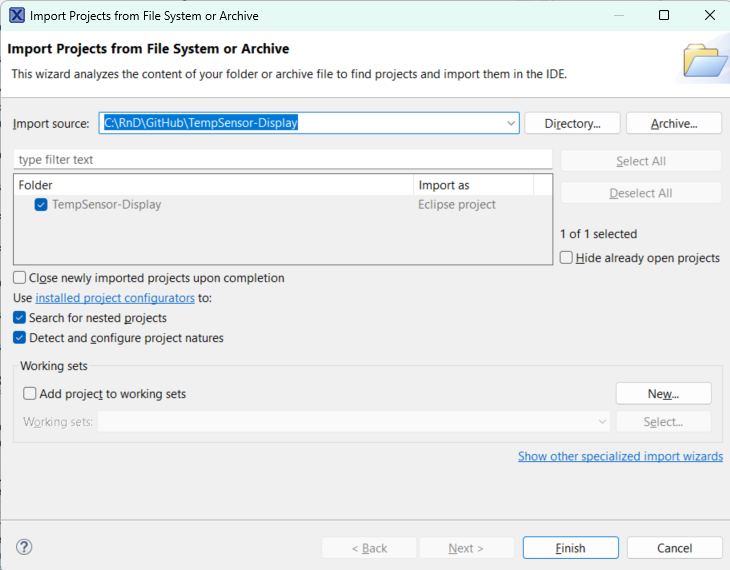 Import Projects from File System or Archive
Import Projects from File System or Archive
This wizard analyzes the content of your folder or archive file to find projects and import them in the IDE.
Import source: C:\RnD\GitHub\TempSensor-Display Directory... Archive...
type filter text Select All
Folder Import as Deselect All
TempSensor-Display Eclipse project
1 of 1 selected
Hide already open projects
Close newly imported projects upon completion
Use installed project configurators to:
Search for nested projects
Detect and configure project natures
Working sets
Add project to working sets New...
Working sets: Select...
Show other specialized import wizards
? < Back Next > Finish Cancel